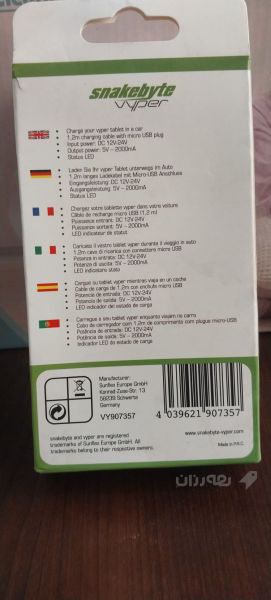 snakebyte
vyper
Charge your vyper tablet in a car
1,2m charging cable with micro USB plug
Input power: DC 12V-24V
Output power: 5V ~ 2000mA
Status LED
Laden Sie Ihr vyper Tablet unterwegs im Auto
1,2m langes Ladekabel mit Micro-USB Anschluss
Eingangsleistung: DC 12V-24V
Ausgangsleistung: 5V ~ 2000mA
Status LED
Chargez votre tablette vyper dans votre voiture
Câble de recharge micro USB (1,2 m)
Puissance entrant: DC 12V-24V
Puissance sortant: 5V ~ 2000mA
LED indicateur de statut
Caricate il vostro tablet vyper durante il viaggio in auto
1,2m cavo di ricarica con connettore micro USB
Potenza in entrata: DC 12V-24V
Potenza di uscita: 5V ~ 2000mA
LED indicatore stato
Cargue su tablet vyper mientras viaja en un coche
Cable de carga de 1,2m con enchufe micro USB
Potencia de entrada: DC 12V-24V
Potencia de salida: 5V ~ 2000mA
LED indicador del estado de carga
Carregue o seu tablet vyper enquanto viajam no carro
Cabo de carregador com 1,2m de comprimento com plugue micro-USB
Potência de entrada: DC 12V-24V
Potência de saída: 5V ~ 2000mA
Indicador LED do estado de carga
Manufacturer:
Sunflex Europe GmbH
Konrad-Zuse-Str. 13
58239 Schwerte
Germany
VY907357
4 039621 907357
snakebyte and vyper are registered
trademarks of Sunflex Europe GmbH. All
trademarks belong to their respective owners.
www.snakebyte-vyper.com
Made in P.R.C.